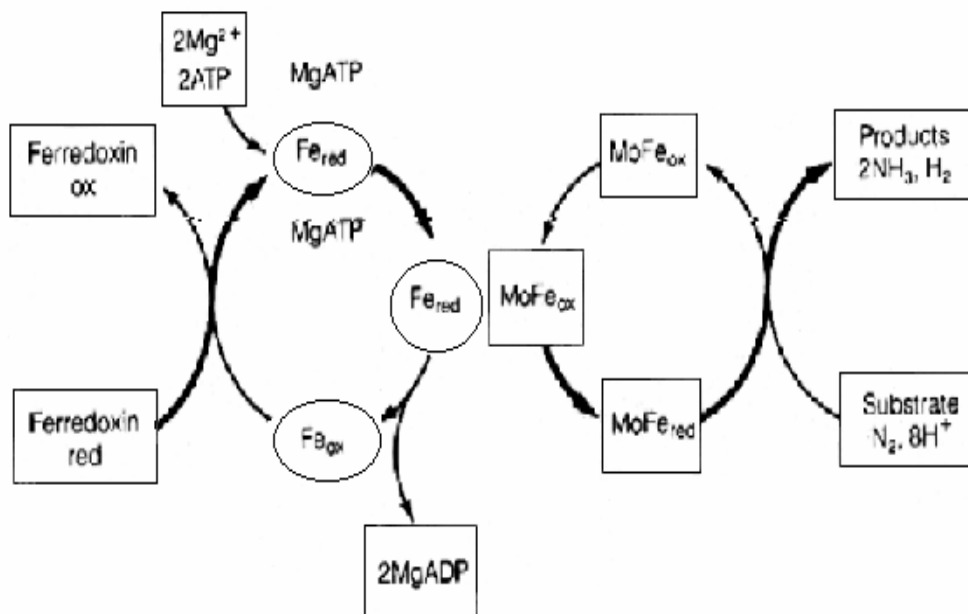 2Mg²⁺
2ATP
MgATP
Ferredoxin
ox
Fe_red
MgATP
MoFe_ox
Products
2NH₃, H₂
Fe_red
MoFe_ox
Ferredoxin
red
Fe_ox
MoFe_red
Substrate
N₂, 8H⁺
2MgADP